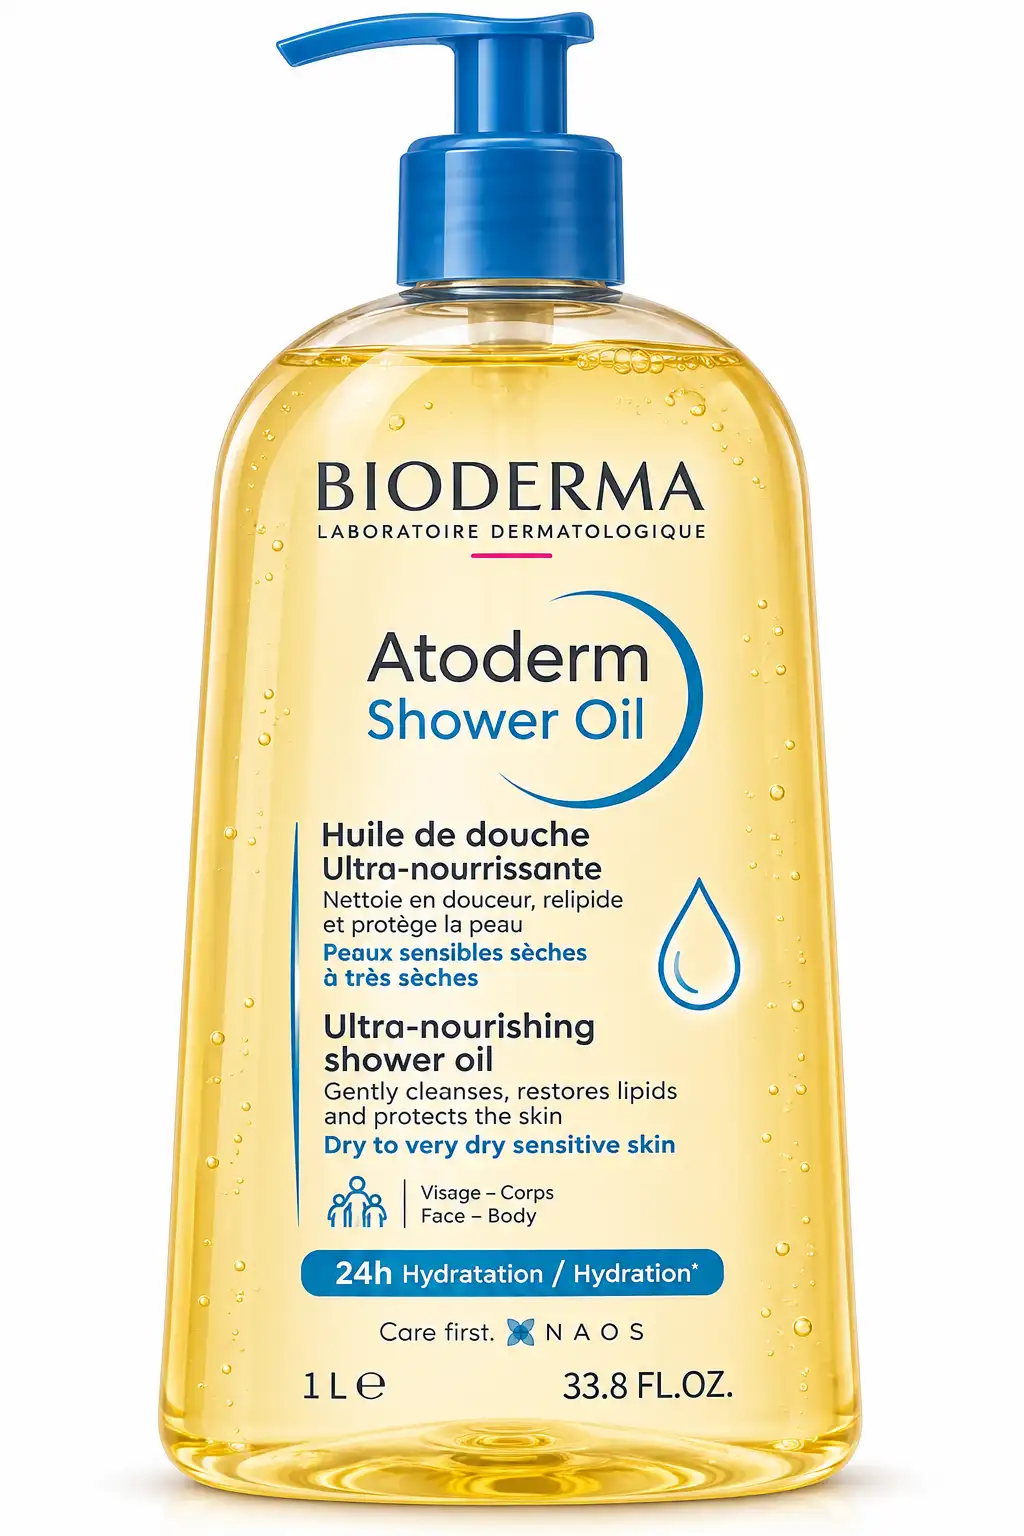 BIODERMA
LABORATOIRE DERMATOLOGIQUE
Atoderm
Shower Oil
Huile de douche
Ultra-nourrissante
Nettoie en douceur, relipide
et protège la peau
Peaux sensibles sèches
à très sèches
Ultra-nourishing
shower oil
Gently cleanses, restores lipids
and protects the skin
Dry to very dry sensitive skin
Visage – Corps
Face – Body
24h Hydratation / Hydration*
Care first. NAOS
1 L ℮ 33.8 FL.OZ.